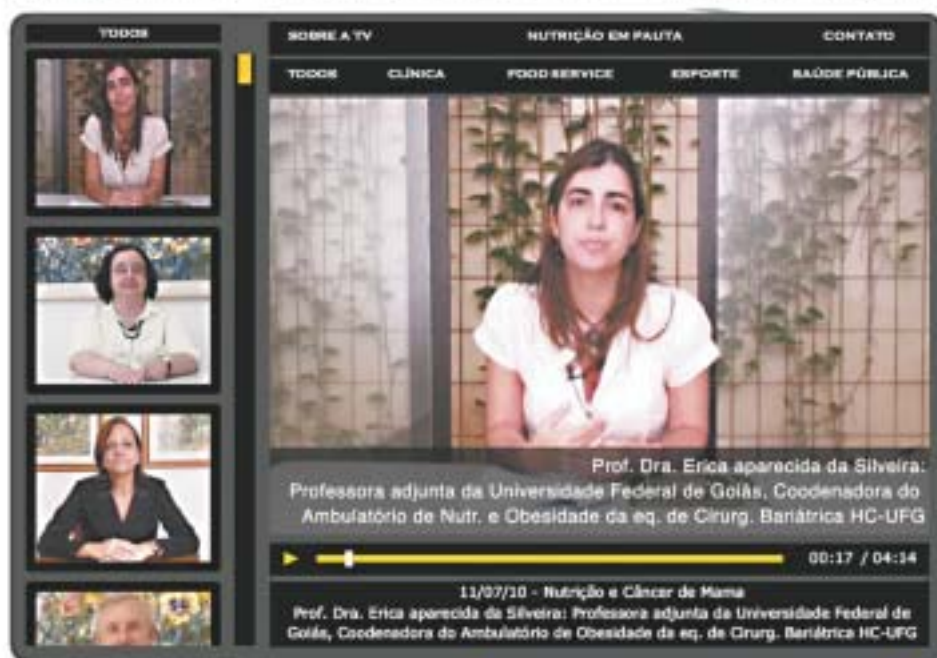 TODOS
SOBRE A TV NUTRIÇÃO EM PAUTA CONTATO
TODOS CLÍNICA FOOD SERVICE ESPORTE SAÚDE PÚBLICA
Prof. Dra. Erica aparecida da Silveira:
Professora adjunta da Universidade Federal de Goiás, Coodenadora do
Ambulatório de Nutr. e Obesidade da eq. de Cirurg. Bariátrica HC-UFG
00:17 / 04:14
11/07/10 - Nutrição e Câncer de Mama
Prof. Dra. Erica aparecida da Silveira: Professora adjunta da Universidade Federal de
Goiás, Coodenadora do Ambulatório de Obesidade da eq. de Cirurg. Bariátrica HC-UFG